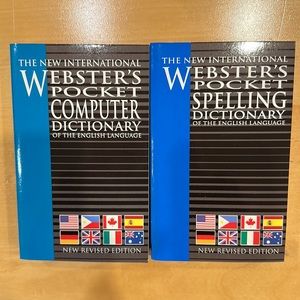 THE NEW INTERNATIONAL
WEBSTER'S
POCKET
COMPUTER
DICTIONARY
OF THE ENGLISH LANGUAGE
NEW REVISED EDITION
THE NEW INTERNATIONAL
WEBSTER'S
POCKET
SPELLING
DICTIONARY
OF THE ENGLISH LANGUAGE
NEW REVISED EDITION